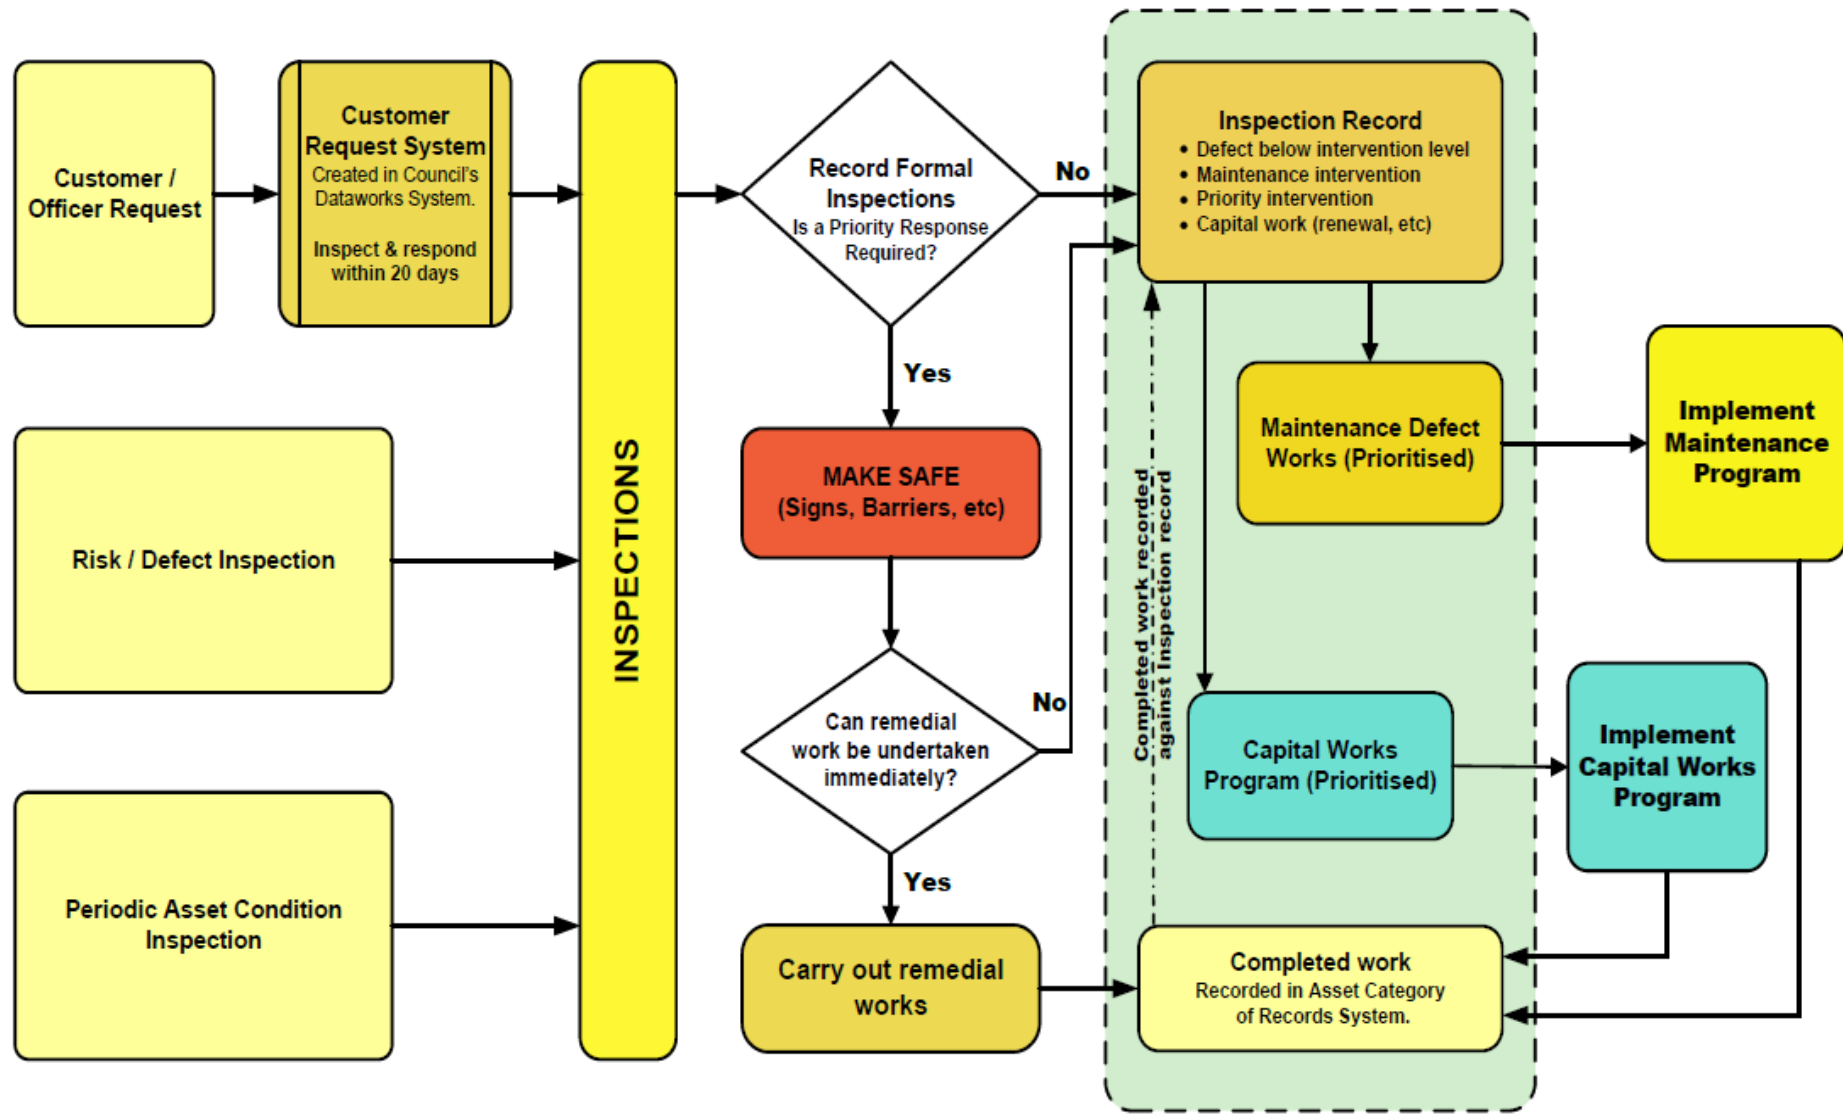 Customer /
Officer Request
Customer
Request System
Created in Council's
Dataworks System.
Inspect & respond
within 20 days
Risk / Defect Inspection
Periodic Asset Condition
Inspection
INSPECTIONS
Record Formal
Inspections
Is a Priority Response
Required?
No
Yes
MAKE SAFE
(Signs, Barriers, etc)
Can remedial
work be undertaken
immediately?
No
Yes
Carry out remedial
works
Inspection Record
• Defect below intervention level
• Maintenance intervention
• Priority intervention
• Capital work (renewal, etc)
Maintenance Defect
Works (Prioritised)
Completed work recorded
against Inspection record
Capital Works
Program (Prioritised)
Completed work
Recorded in Asset Category
of Records System.
Implement
Maintenance
Program
Implement
Capital Works
Program